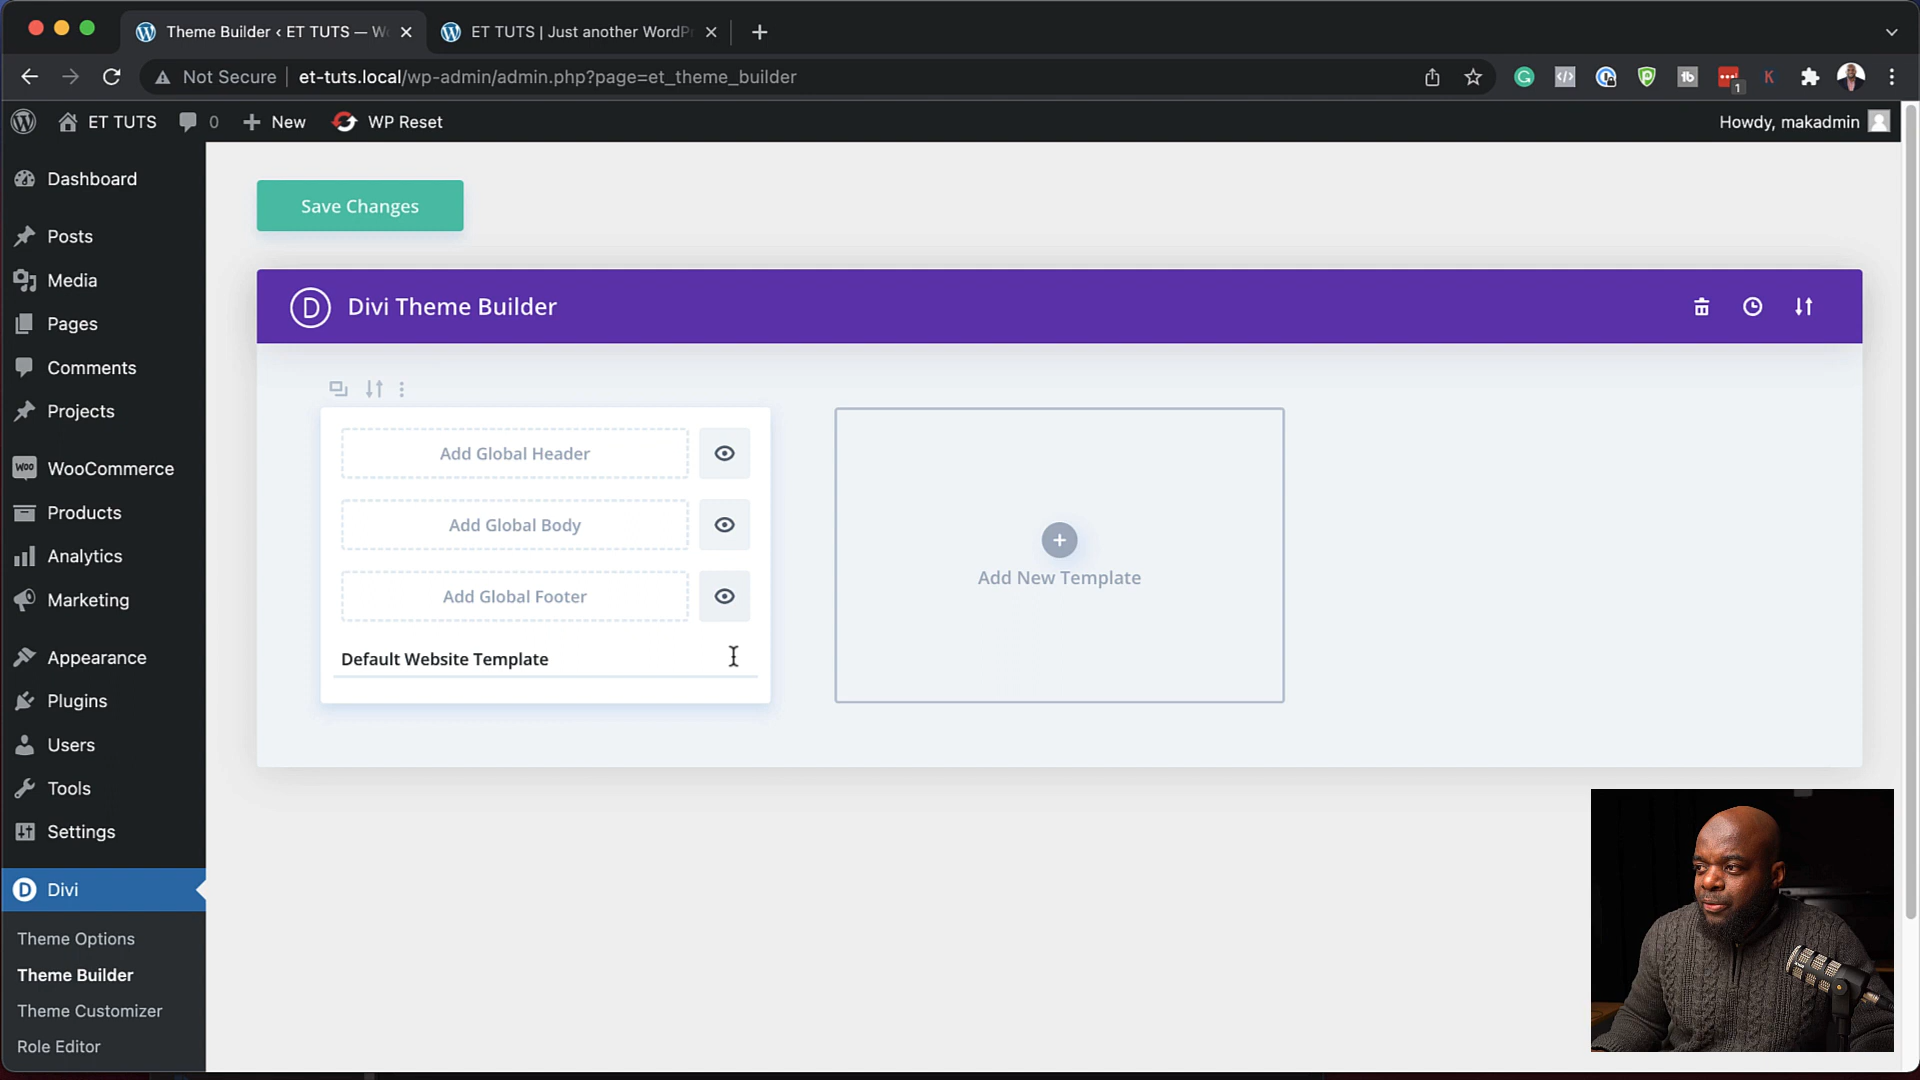 Theme Builder ‹ ET TUTS — W
ET TUTS | Just another WordP
Not Secure
et-tuts.local/wp-admin/admin.php?page=et_theme_builder
1
ET TUTS
0
New
WP Reset
Howdy, makadmin
Dashboard
Posts
Media
Pages
Comments
Projects
WooCommerce
Products
Analytics
Marketing
Appearance
Plugins
Users
Tools
Settings
Divi
Theme Options
Theme Builder
Theme Customizer
Role Editor
Save Changes
D
Divi Theme Builder
Add Global Header
Add Global Body
Add Global Footer
Default Website Template
Add New Template